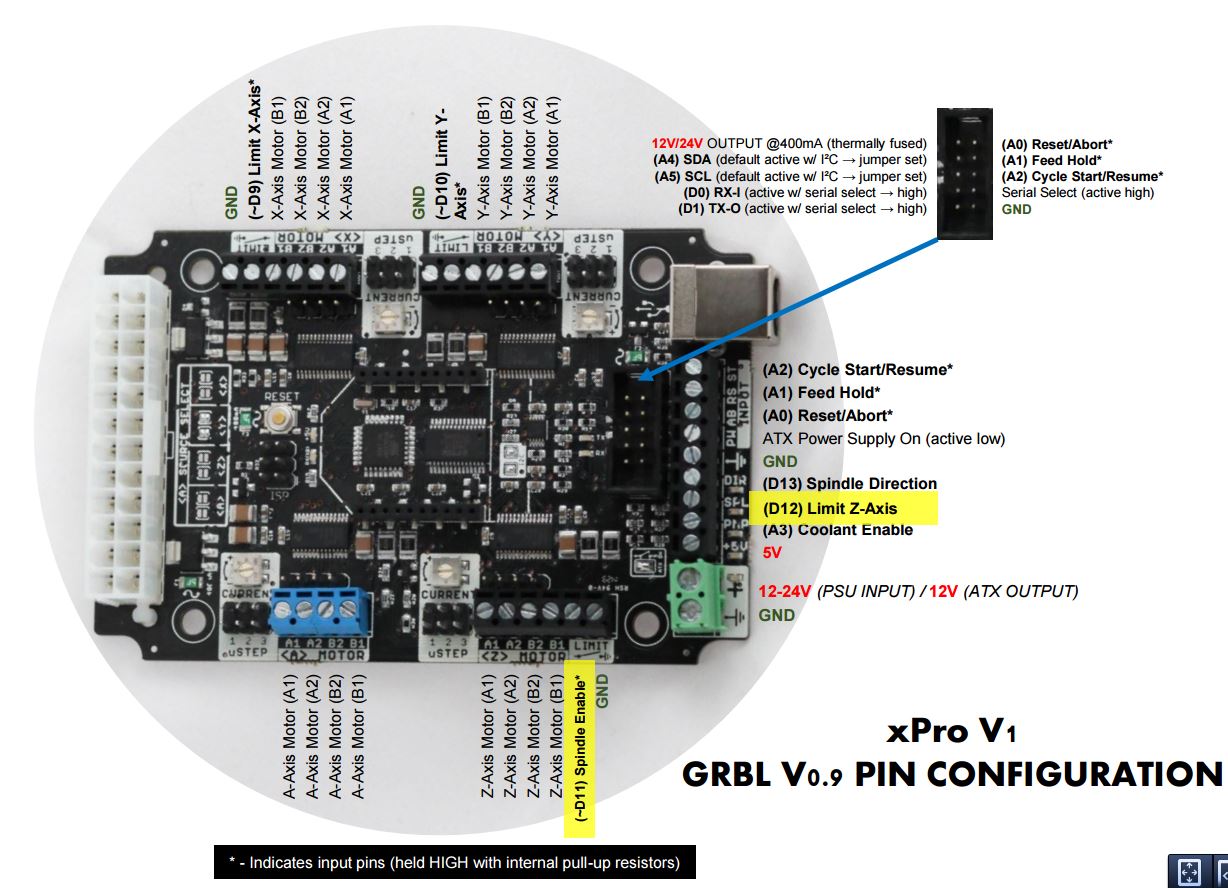 GND
(~D9) Limit X-Axis*
X-Axis Motor (B1)
X-Axis Motor (B2)
X-Axis Motor (A2)
X-Axis Motor (A1)
GND
(~D10) Limit Y-
Axis*
Y-Axis Motor (B1)
Y-Axis Motor (B2)
Y-Axis Motor (A2)
Y-Axis Motor (A1)
12V/24V OUTPUT @400mA (thermally fused)
(A4) SDA (default active w/ I²C → jumper set)
(A5) SCL (default active w/ I²C → jumper set)
(D0) RX-I (active w/ serial select → high)
(D1) TX-O (active w/ serial select → high)
(A0) Reset/Abort*
(A1) Feed Hold*
(A2) Cycle Start/Resume*
Serial Select (active high)
GND
LIMIT
MOTOR
<X>
A1 A2 B2 B1
uSTEP
1 2 3
CURRENT
LIMIT
MOTOR
<Y>
A1 A2 B2 B1
uSTEP
1 2 3
CURRENT
<A> SOURCE SELECT
<X>
<Y>
<Z>
<A>
RESET
ISP
TX
RX
INPUT
PW AB RS ST
DIR
+5V
(A2) Cycle Start/Resume*
(A1) Feed Hold*
(A0) Reset/Abort*
ATX Power Supply On (active low)
GND
(D13) Spindle Direction
(D12) Limit Z-Axis
(A3) Coolant Enable
5V
12-24V (PSU INPUT) / 12V (ATX OUTPUT)
GND
CURRENT
1 2 3
uSTEP
A1 A2 B2 B1
<A> MOTOR
CURRENT
1 2 3
uSTEP
A1 A2 B2 B1
<Z> MOTOR
LIMIT
A-Axis Motor (A1)
A-Axis Motor (A2)
A-Axis Motor (B2)
A-Axis Motor (B1)
Z-Axis Motor (A1)
Z-Axis Motor (A2)
Z-Axis Motor (B2)
Z-Axis Motor (B1)
(~D11) Spindle Enable*
GND
xPro V1
GRBL V0.9 PIN CONFIGURATION
* - Indicates input pins (held HIGH with internal pull-up resistors)